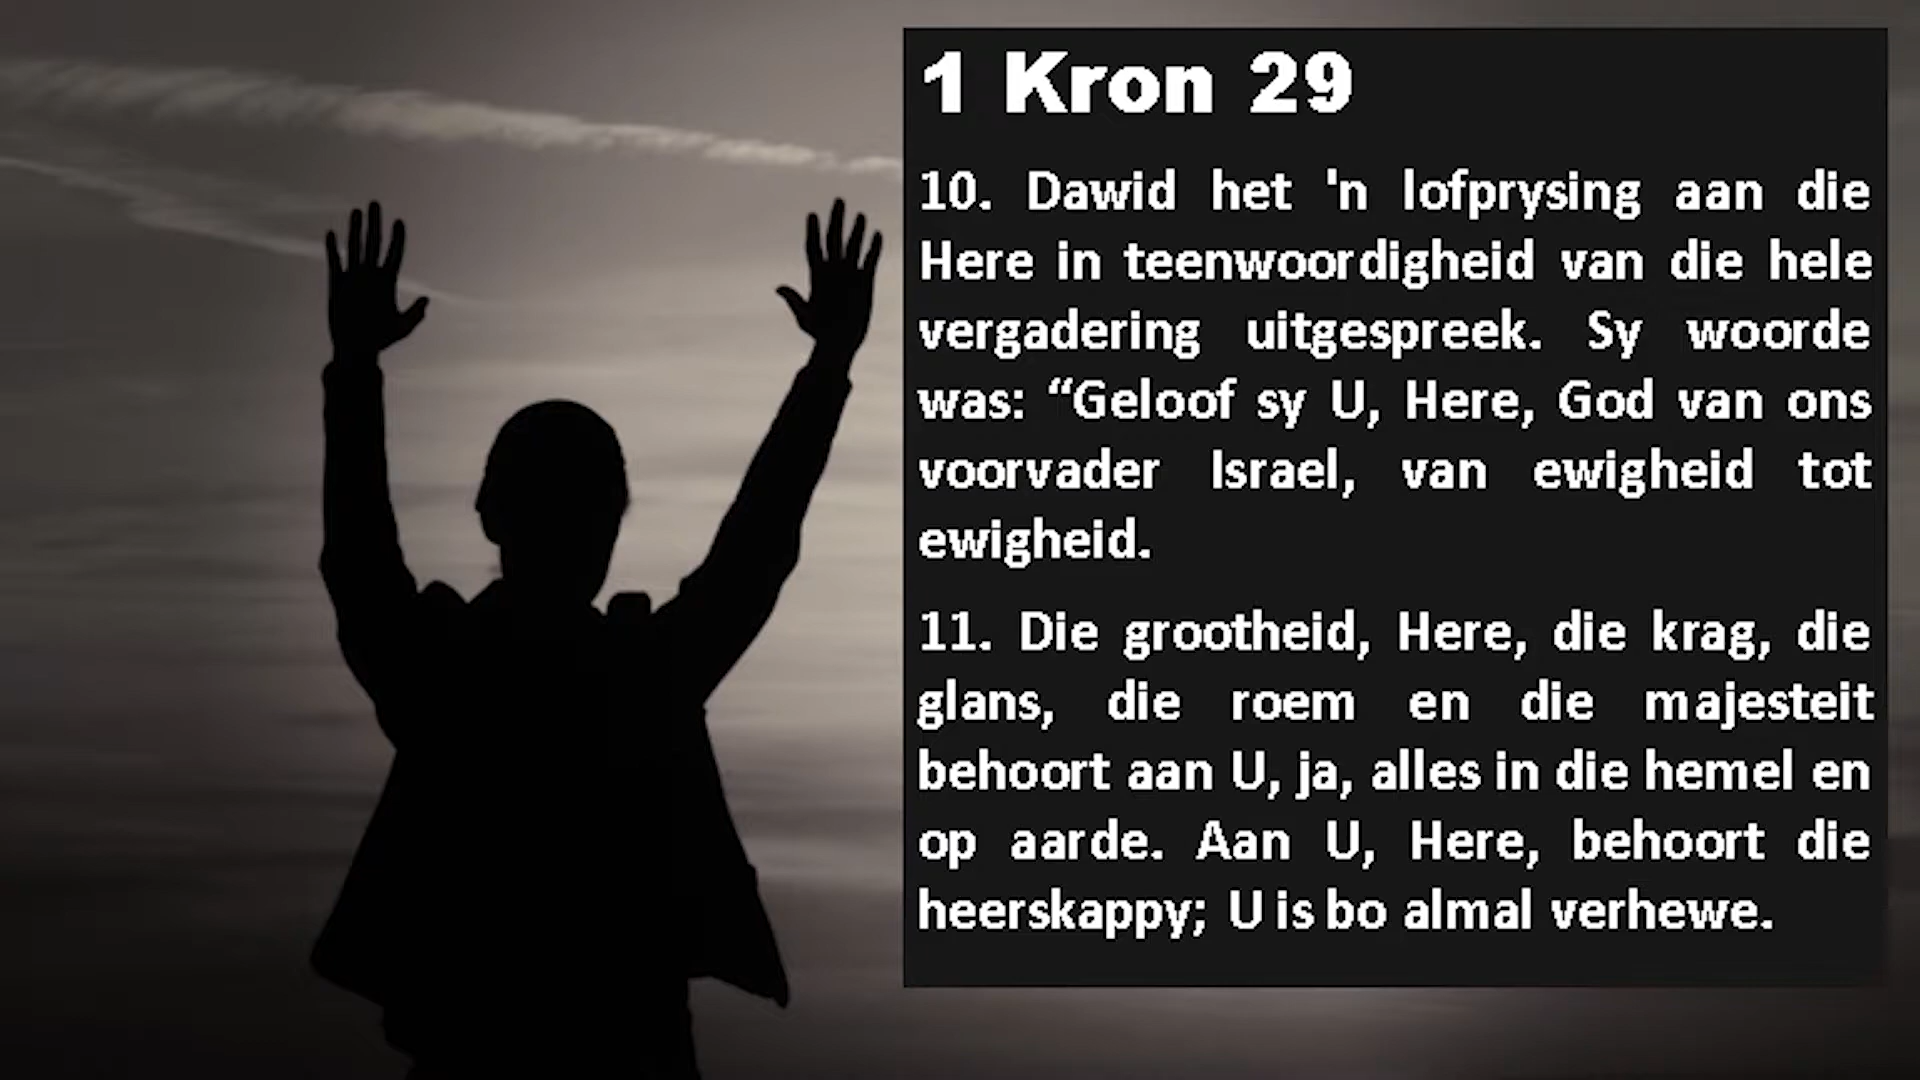 1 Kron 29
10. Dawid het 'n lofprysing aan die
Here in teenwoordigheid van die hele
vergadering uitgespreek. Sy woorde
was: “Geloof sy U, Here, God van ons
voorvader Israel, van ewigheid tot
ewigheid.
11. Die grootheid, Here, die krag, die
glans, die roem en die majesteit
behoort aan U, ja, alles in die hemel en
op aarde. Aan U, Here, behoort die
heerskappy; U is bo almal verhewe.